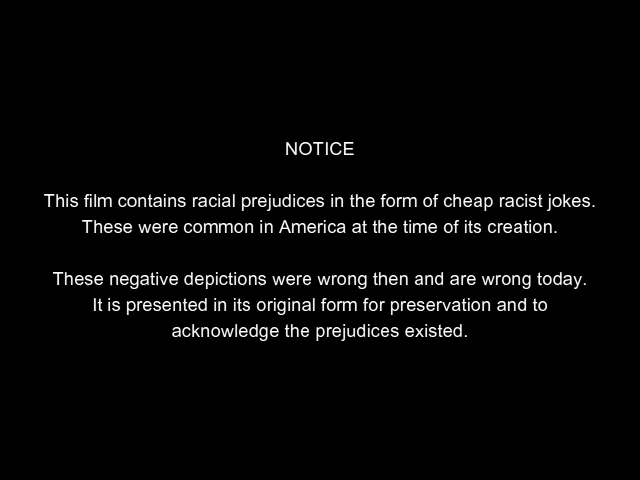 NOTICE
This film contains racial prejudices in the form of cheap racist jokes.
These were common in America at the time of its creation.
These negative depictions were wrong then and are wrong today.
It is presented in its original form for preservation and to
acknowledge the prejudices existed.